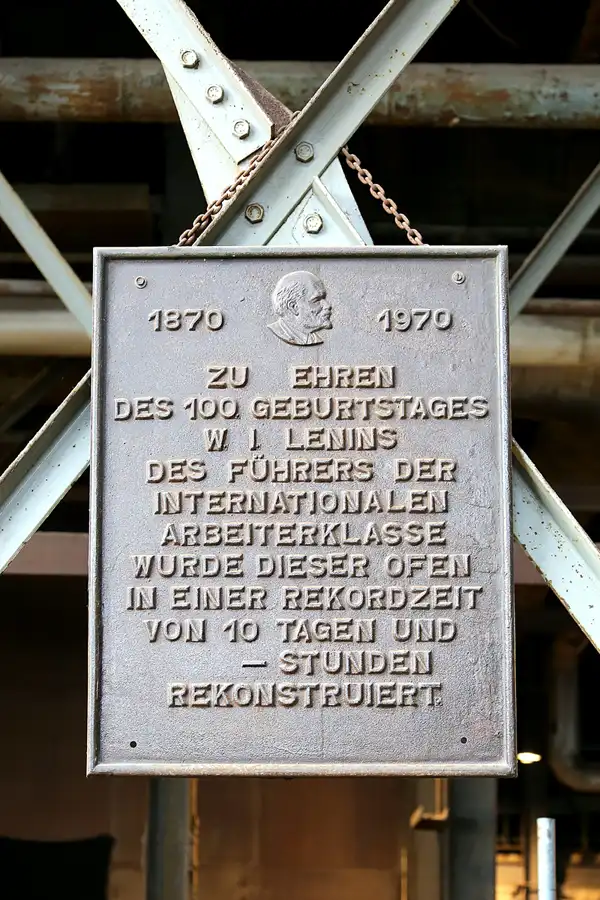 1870 1970
ZU EHREN
DES 100. GEBURTSTAGES
W. I. LENINS
DES FÜHRERS DER
INTERNATIONALEN
ARBEITERKLASSE
WURDE DIESER OFEN
IN EINER REKORDZEIT
VON 10 TAGEN UND
— STUNDEN
REKONSTRUIERT.